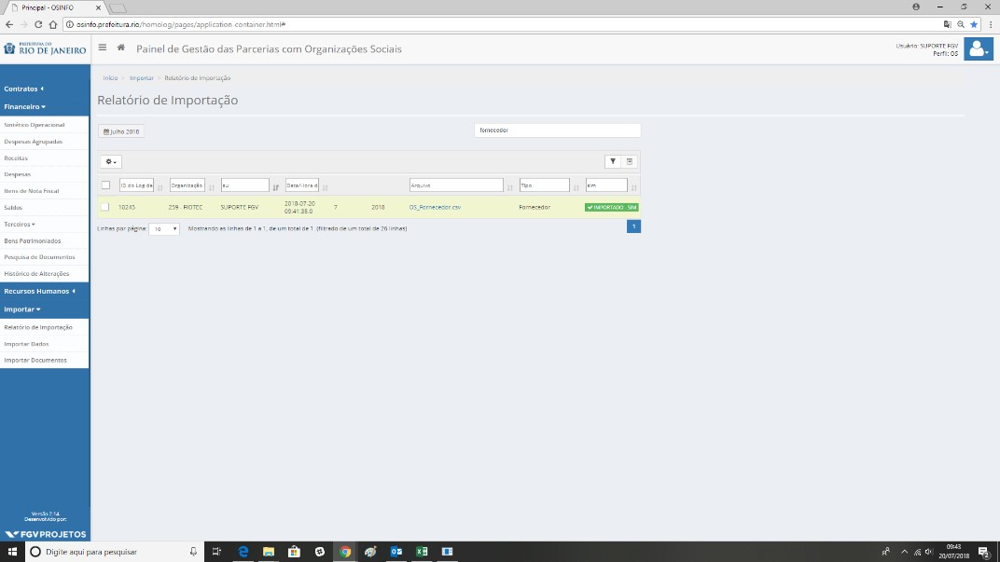 Principal - OSINFO
osinfo.prefeitura.rio/homolog/pages/application-container.html#
PREFEITURA DO
RIO DE JANEIRO
Painel de Gestão das Parcerias com Organizações Sociais
Usuário: SUPORTE FGV
Perfil: OS
Contratos
Financeiro
Sintético Operacional
Despesas Agrupadas
Receitas
Despesas
Itens de Nota Fiscal
Saldos
Terceiros
Bens Patrimoniados
Pesquisa de Documentos
Histórico de Alterações
Recursos Humanos
Importar
Relatório de Importação
Importar Dados
Importar Documentos
Versão 2.14
Desenvolvido por:
FGV PROJETOS
Início > Importar > Relatório de Importação
Relatório de Importação
Julho 2018
fornecedor
ID do Log de Organização su Data/Hora d Arquivo Tipo sim
10245 259 - FIOTEC SUPORTE FGV 2018-07-20 09:41:35.0 7 2018 OS_Fornecedor.csv Fornecedor IMPORTADO - SIM
Linhas por página: 10 Mostrando as linhas de 1 a 1, de um total de 1. (filtrado de um total de 26 linhas) 1
Digite aqui para pesquisar
09:43
20/07/2018
2